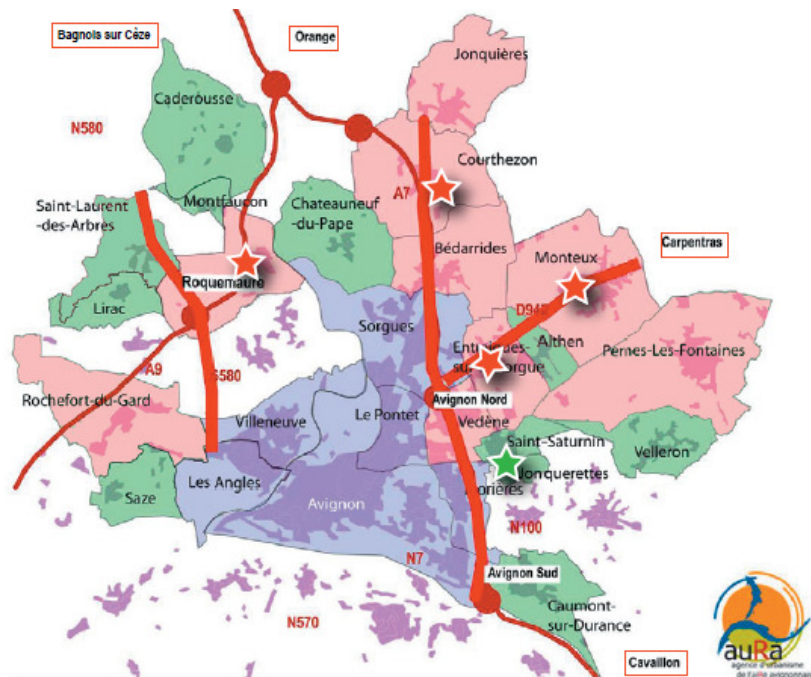 Bagnols sur Cèze
Orange
Jonquières
Caderousse
N580
Courthezon
A7
Montfaucon
Chateauneuf
-du-Pape
Saint-Laurent
-des-Arbres
Bédarrides
Monteux
Carpentras
Roquemaure
Lirac
Sorgues
D942
Althen
Pernes-Les-Fontaines
A9
Rochefort-du-Gard
Avignon Nord
Villeneuve
Le Pontet
Vedène
Saint-Saturnin
Velleron
Jonquerettes
Saze
Les Angles
Avignon
N100
N7
Avignon Sud
Caumont-
sur-Durance
N570
Cavaillon
auRa
agence d'urbanisme